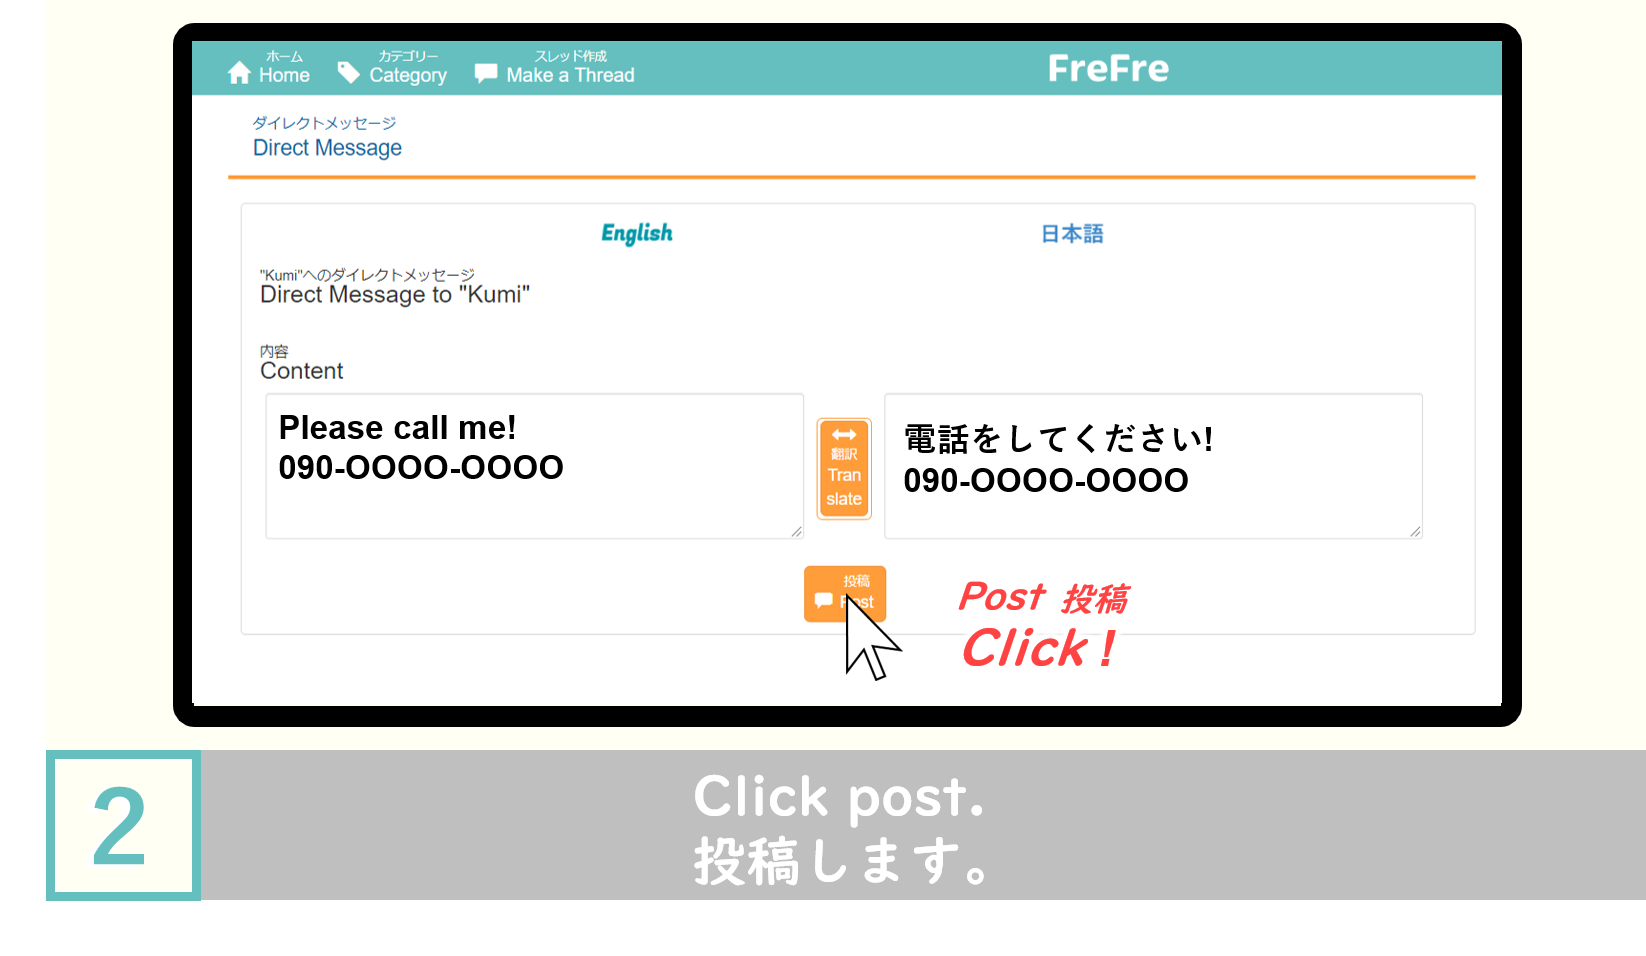 ホーム
Home
カテゴリー
Category
スレッド作成
Make a Thread
FreFre
ダイレクトメッセージ
Direct Message
English
日本語
"Kumi"へのダイレクトメッセージ
Direct Message to "Kumi"
内容
Content
Please call me!
090-OOOO-OOOO
翻訳
Tran
slate
電話をしてください!
090-OOOO-OOOO
投稿
Post
Post 投稿
Click !
2
Click post.
投稿します。